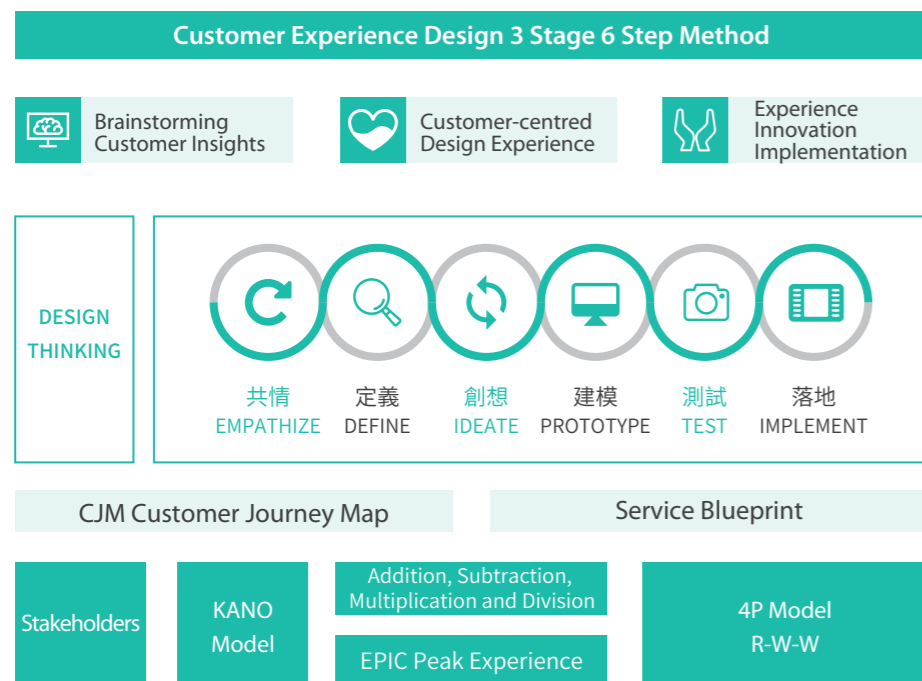 Customer Experience Design 3 Stage 6 Step Method
Brainstorming
Customer Insights
Customer-centred
Design Experience
Experience
Innovation
Implementation
DESIGN
THINKING
共情
EMPATHIZE
定義
DEFINE
創想
IDEATE
建模
PROTOTYPE
測試
TEST
落地
IMPLEMENT
CJM Customer Journey Map
Service Blueprint
Stakeholders
KANO
Model
Addition, Subtraction,
Multiplication and Division
EPIC Peak Experience
4P Model
R-W-W